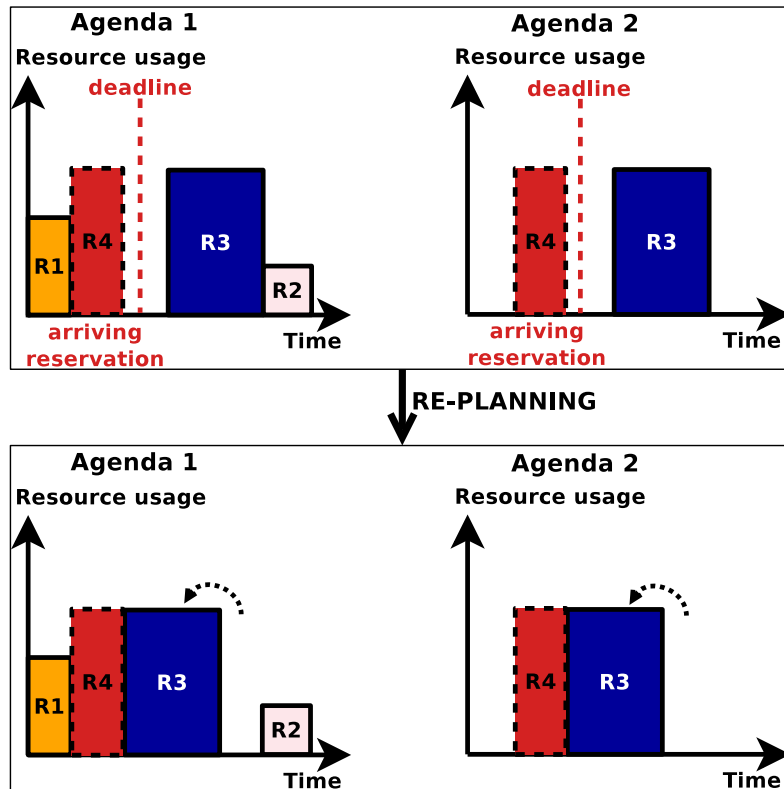 Agenda 1
Resource usage
deadline
R1
R4
R3
R2
arriving
reservation
Time
Agenda 2
Resource usage
deadline
R4
R3
arriving
reservation
Time
RE-PLANNING
Agenda 1
Resource usage
R1
R4
R3
R2
Time
Agenda 2
Resource usage
R4
R3
Time